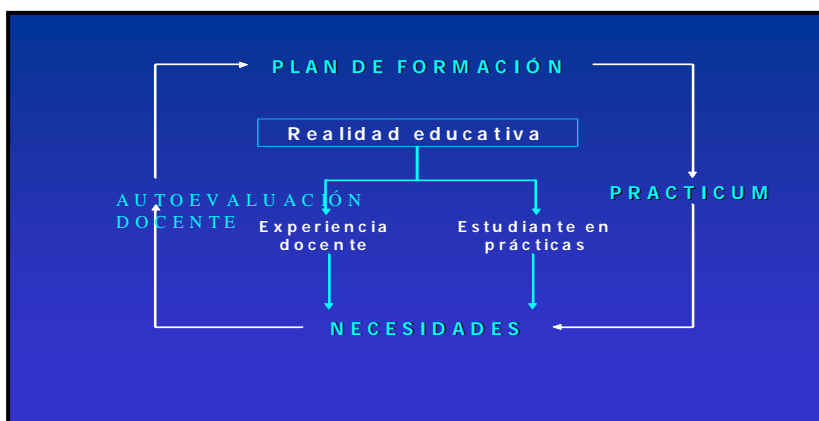 PLAN DE FORMACIÓN
Realidad educativa
AUTOEVALUACIÓN
DOCENTE
PRACTICUM
Experiencia
docente
Estudiante en
prácticas
NECESIDADES